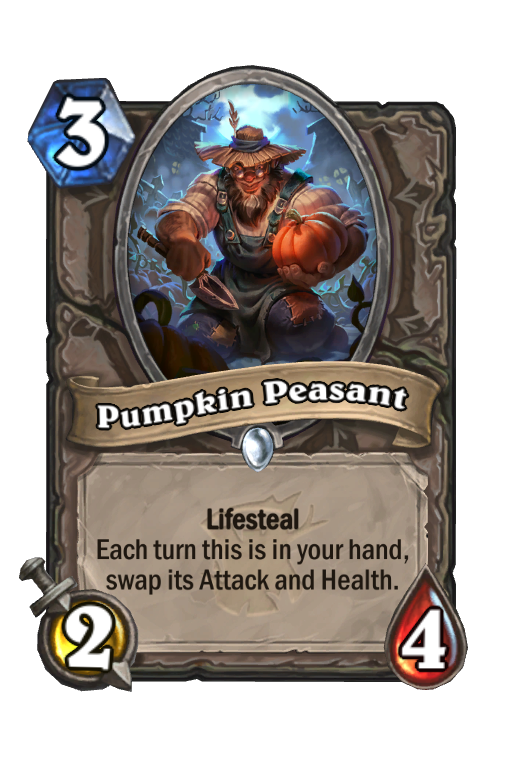 3
Pumpkin Peasant
Lifesteal
Each turn this is in your hand,
swap its Attack and Health.
2
4